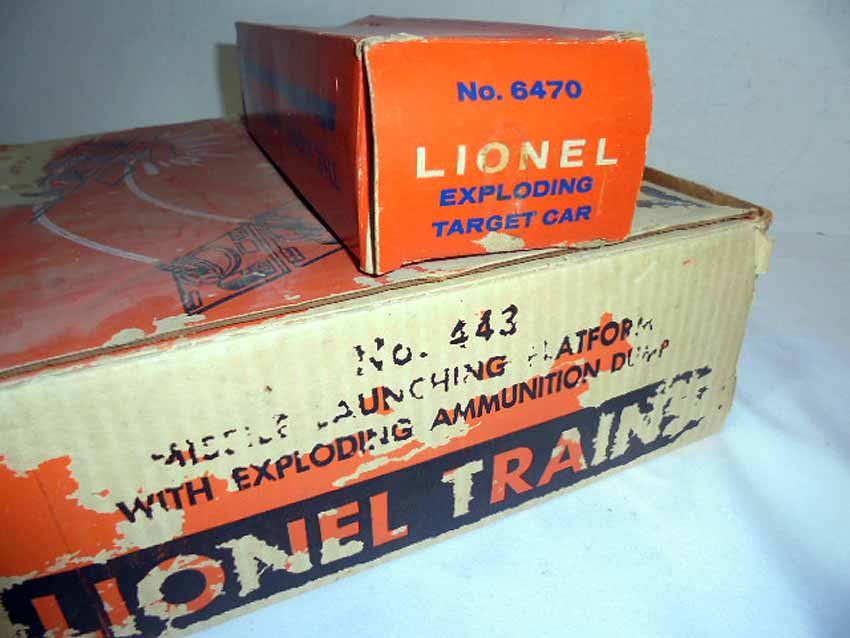 No. 6470
LIONEL
EXPLODING
TARGET CAR
No. 443
MISSILE LAUNCHING PLATFORM
WITH EXPLODING AMMUNITION DUMP
LIONEL TRAINS